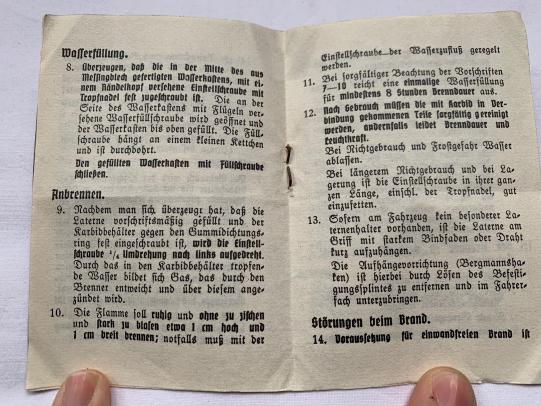 Wasserfüllung.
8. Überzeugen, daß die in der Mitte des aus
Messingblech gefertigten Wasserkastens, mit ei-
nem Rändelkopf versehene Einstellschraube mit
Tropfnadel fest zugeschraubt ist. Die an der
Seite des Wasserkastens mit Flügeln ver-
sehene Wasserfüllschraube wird geöffnet und
der Wasserkasten bis oben gefüllt. Die Füll-
schraube hängt an einem kleinen Kettchen
und ist durchbohrt.
Den gefüllten Wasserkasten mit Füllschraube
schließen.
Anbrennen.
9. Nachdem man sich überzeugt hat, daß die
Laterne vorschriftsmäßig gefüllt und der
Karbidbehälter gegen den Gummidichtungs-
ring fest eingeschraubt ist, wird die Einstell-
schraube 1/4 Umdrehung nach links aufgedreht.
Durch das in den Karbidbehälter tropfen-
de Wasser bildet sich Gas, das durch den
Brenner entweicht und über diesem ange-
zündet wird.
10. Die Flamme soll ruhig und ohne zu zischen
und stark zu blasen etwa 1 cm hoch und
1 cm breit brennen; notfalls muß mit der
Einstellschraube der Wasserzufluß geregelt
werden.
11. Bei sorgfältiger Beachtung der Vorschriften
7—10 reicht eine einmalige Wasserfüllung
für mindestens 8 Stunden Brenndauer aus.
12. Nach Gebrauch müssen die mit Karbid in Ver-
bindung gekommenen Teile sorgfältig gereinigt
werden, andernfalls leidet Brenndauer und
Leuchtkraft.
Bei Nichtgebrauch und Frostgefahr Wasser
ablassen.
Bei längerem Nichtgebrauch und bei La-
gerung ist die Einstellschraube in ihrer gan-
zen Länge, einschl. der Tropfnadel, gut
einzufetten.
13. Sofern am Fahrzeug kein besonderer La-
ternenhalter vorhanden, ist die Laterne am
Griff mit starkem Bindfaden oder Draht
kurz aufzuhängen.
Die Aufhängevorrichtung (Bergmannsha-
ken) ist hierbei durch Lösen des Befesti-
gungssplintes zu entfernen und im Fahrer-
fach unterzubringen.
Störungen beim Brand.
14. Voraussetzung für einwandfreien Brand ist